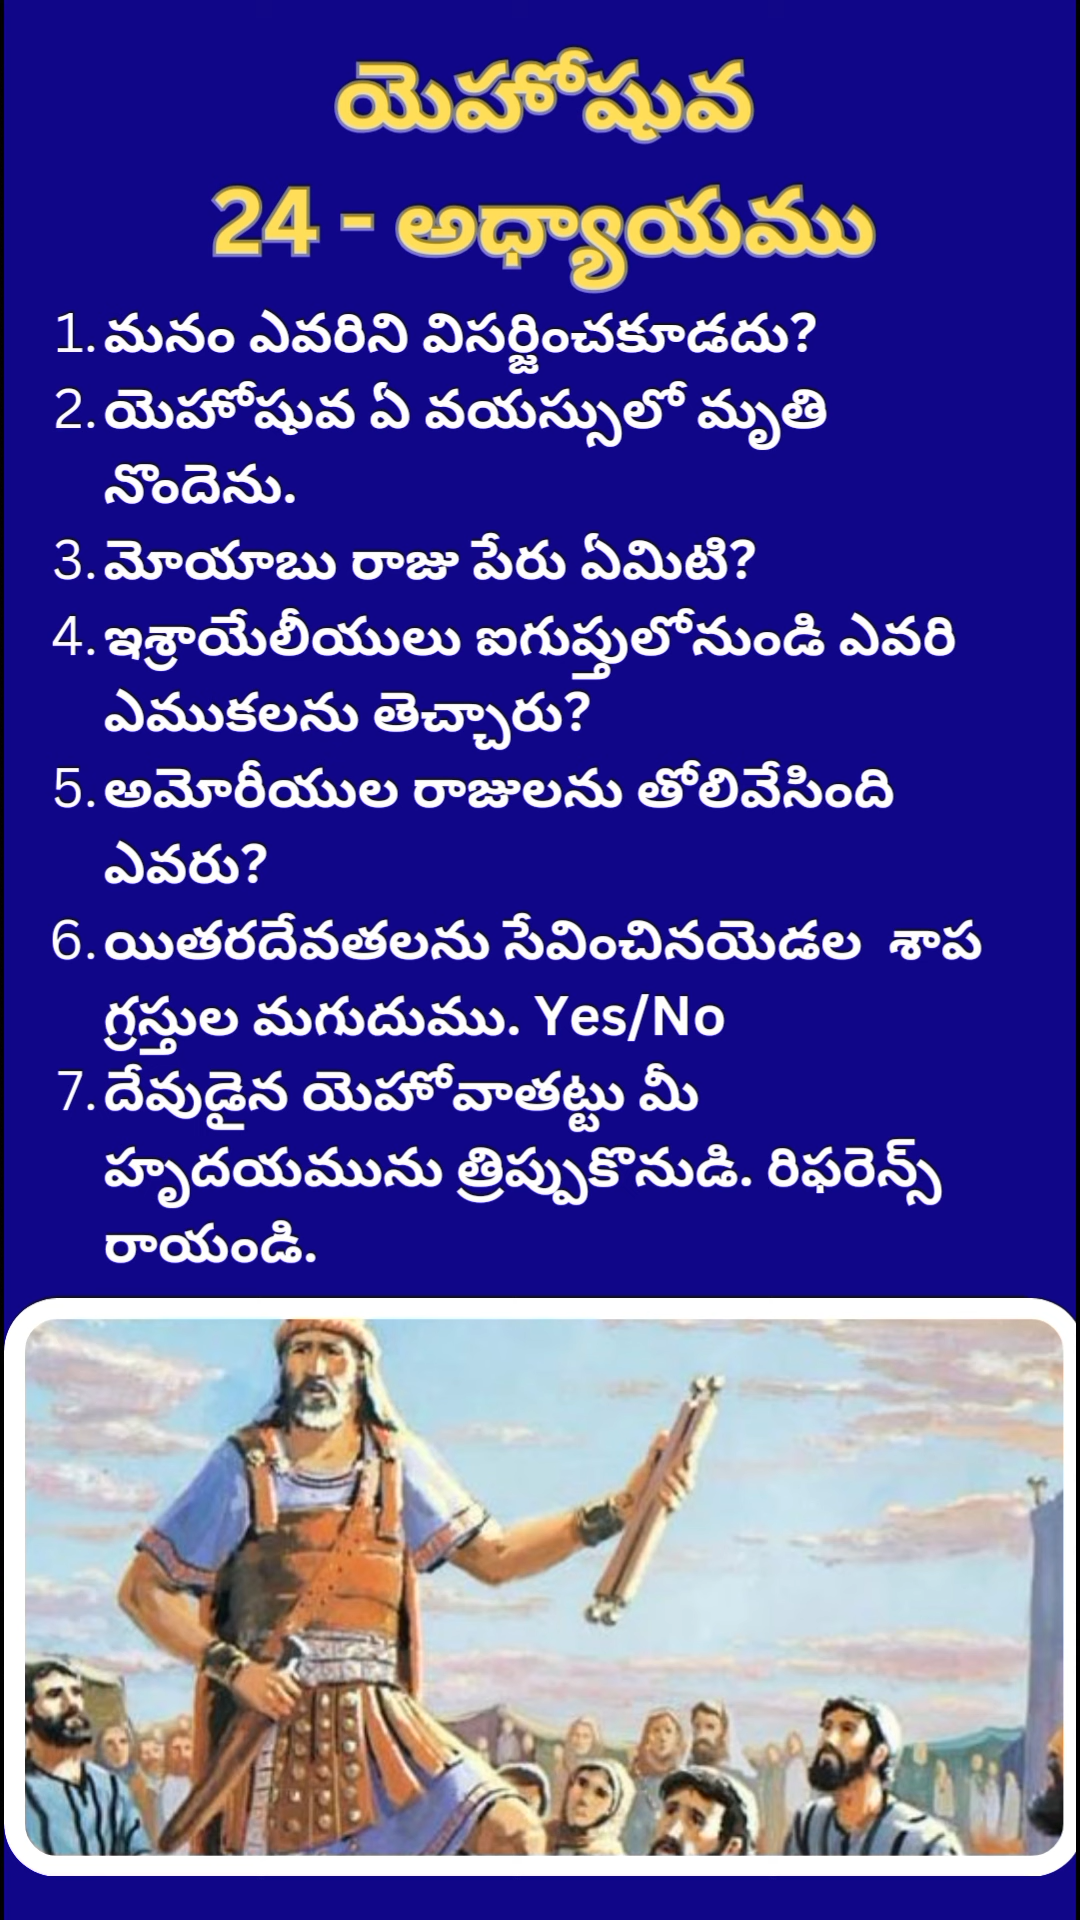 యెహోషువ
24 - అధ్యాయము
1. మనం ఎవరిని విసర్జించకూడదు?
2. యెహోషువ ఏ వయస్సులో మృతి
నొందెను.
3. మోయాబు రాజు పేరు ఏమిటి?
4. ఇశ్రాయేలీయులు ఐగుప్తులోనుండి ఎవరి
ఎముకలను తెచ్చారు?
5. అమోరీయుల రాజులను తోలివేసింది
ఎవరు?
6. యితరదేవతలను సేవించినయెడల శాప
గ్రస్తుల మగుదుము. Yes/No
7. దేవుడైన యెహోవాతట్టు మీ
హృదయమును త్రిప్పుకొనుడి. రిఫరెన్స్
రాయండి.